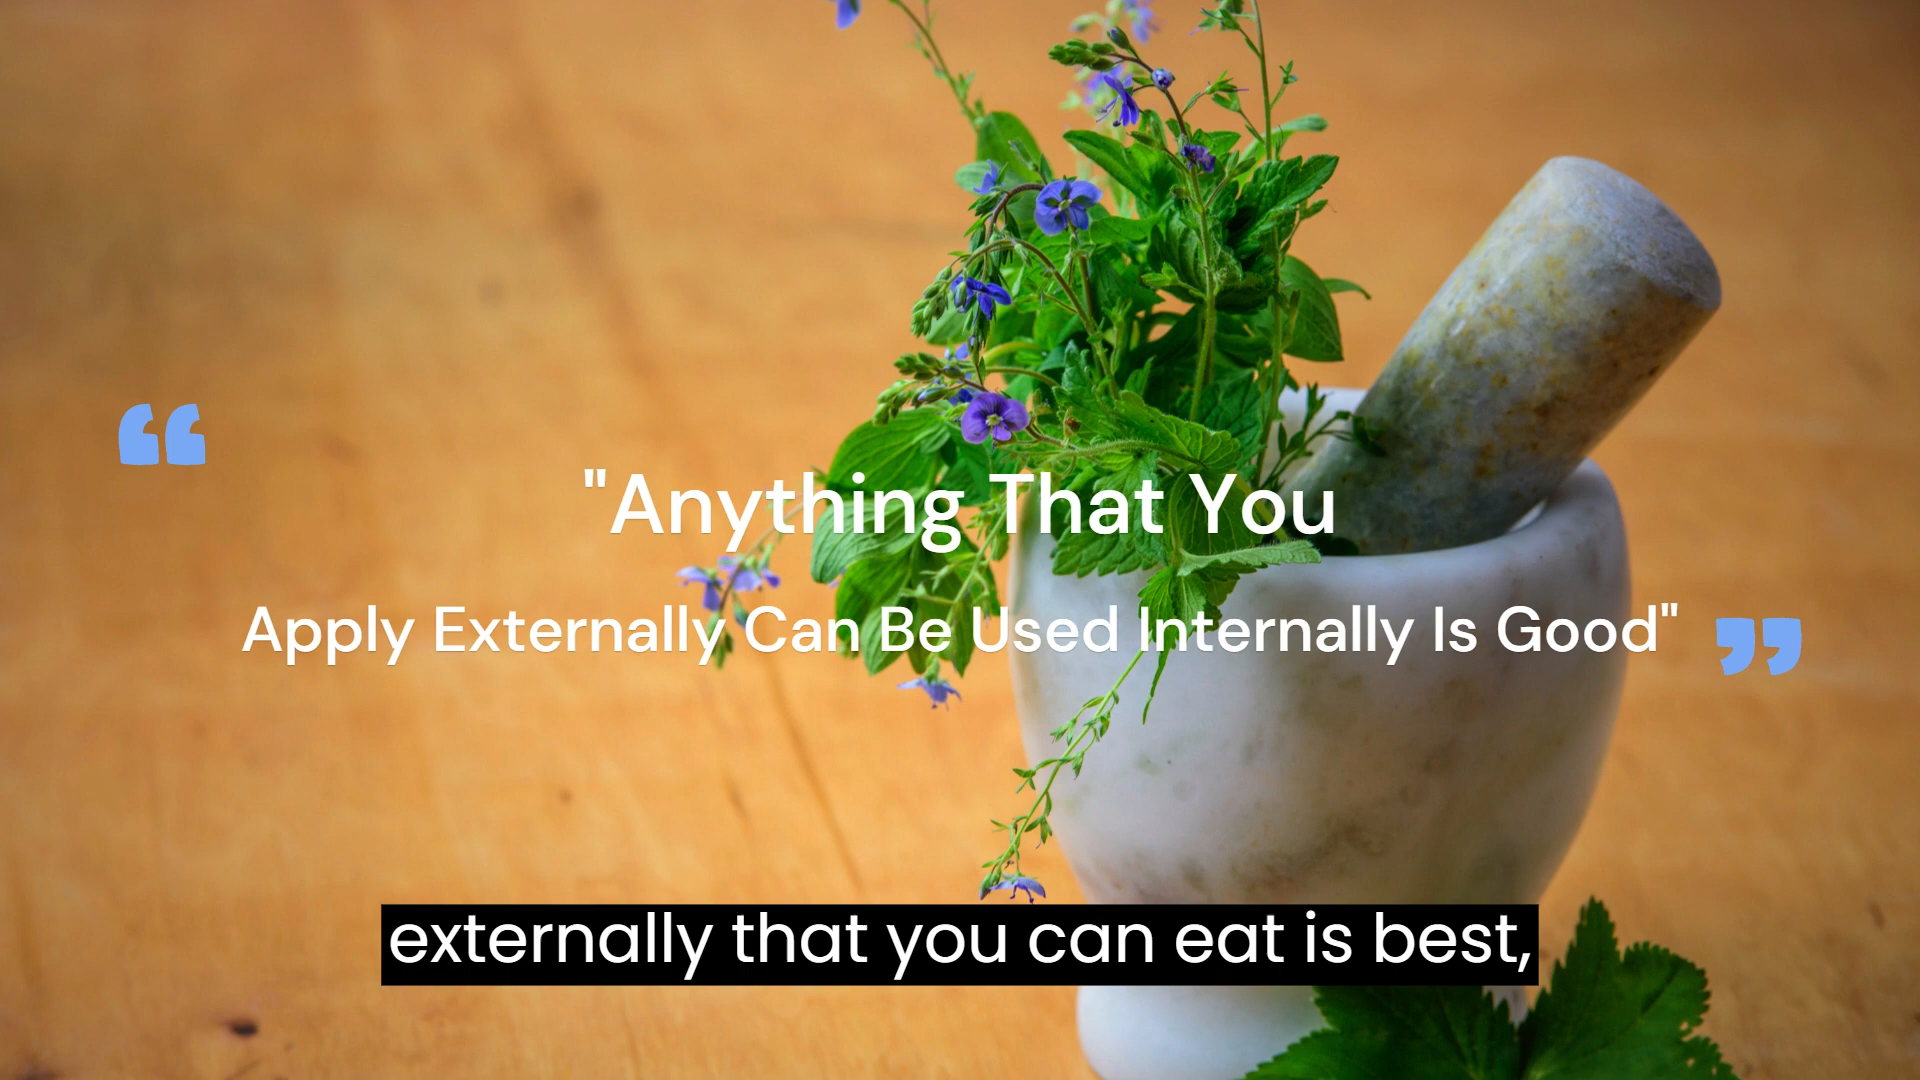 "Anything That You
Apply Externally Can Be Used Internally Is Good"
externally that you can eat is best,